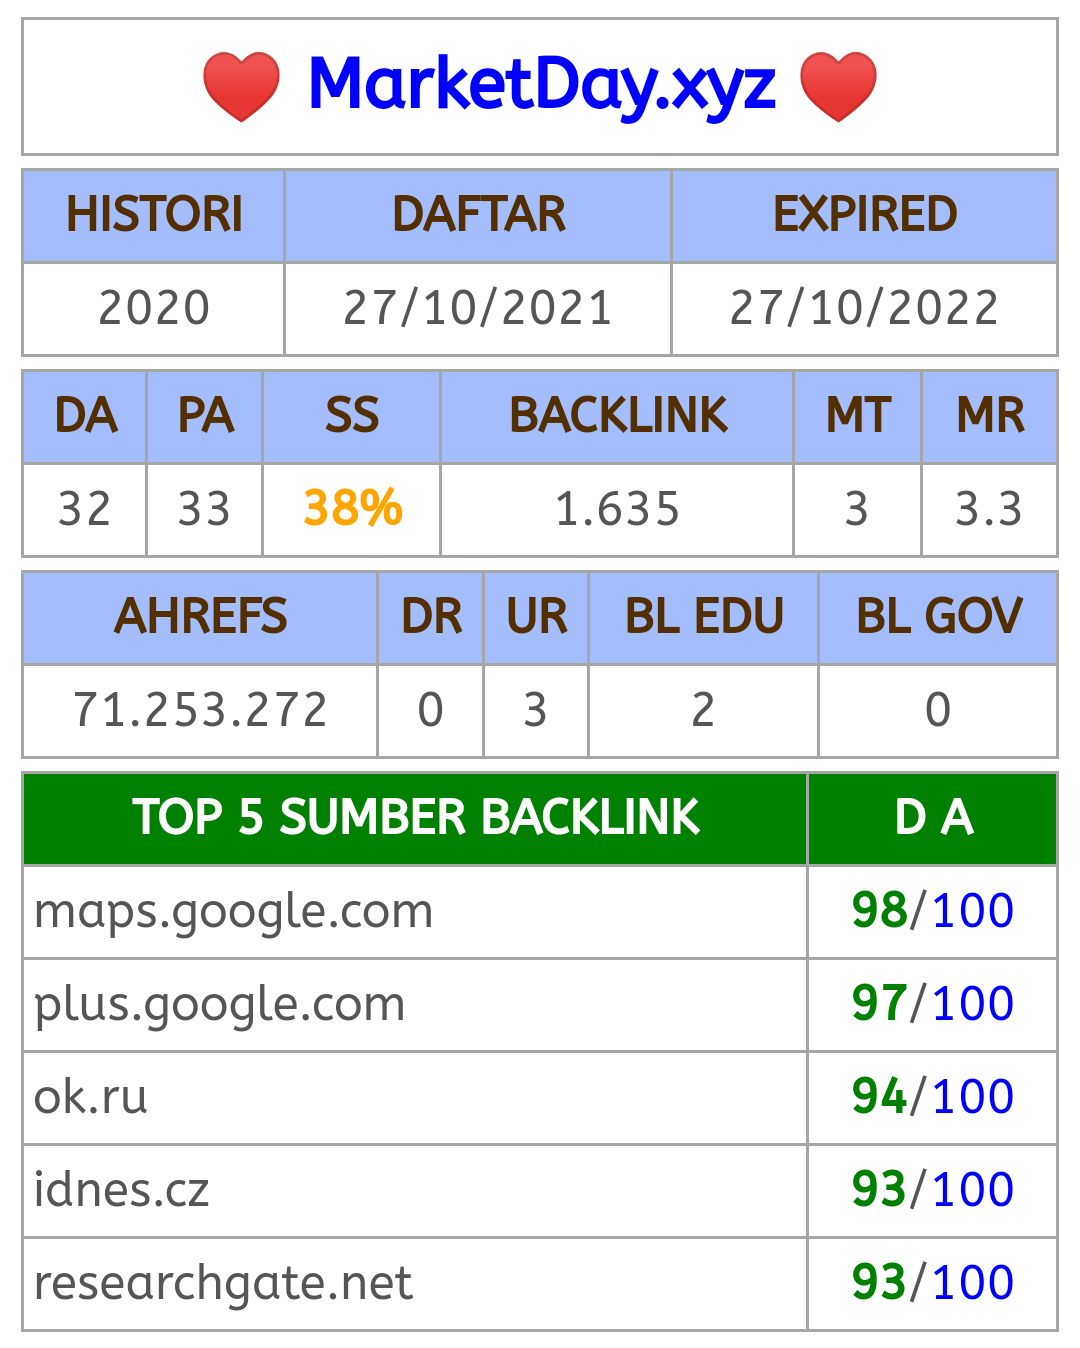 MarketDay.xyz
HISTORI DAFTAR EXPIRED
2020 27/10/2021 27/10/2022
DA PA SS BACKLINK MT MR
32 33 38% 1.635 3 3.3
AHREFS DR UR BL EDU BL GOV
71.253.272 0 3 2 0
TOP 5 SUMBER BACKLINK D A
maps.google.com 98/100
plus.google.com 97/100
ok.ru 94/100
idnes.cz 93/100
researchgate.net 93/100